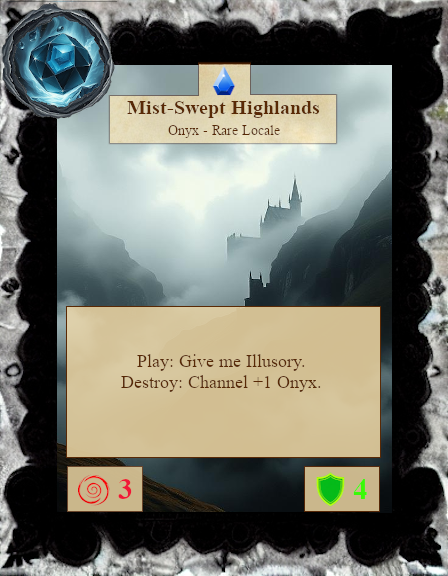 Mist-Swept Highlands
Onyx - Rare Locale
Play: Give me Illusory.
Destroy: Channel +1 Onyx.
3
4